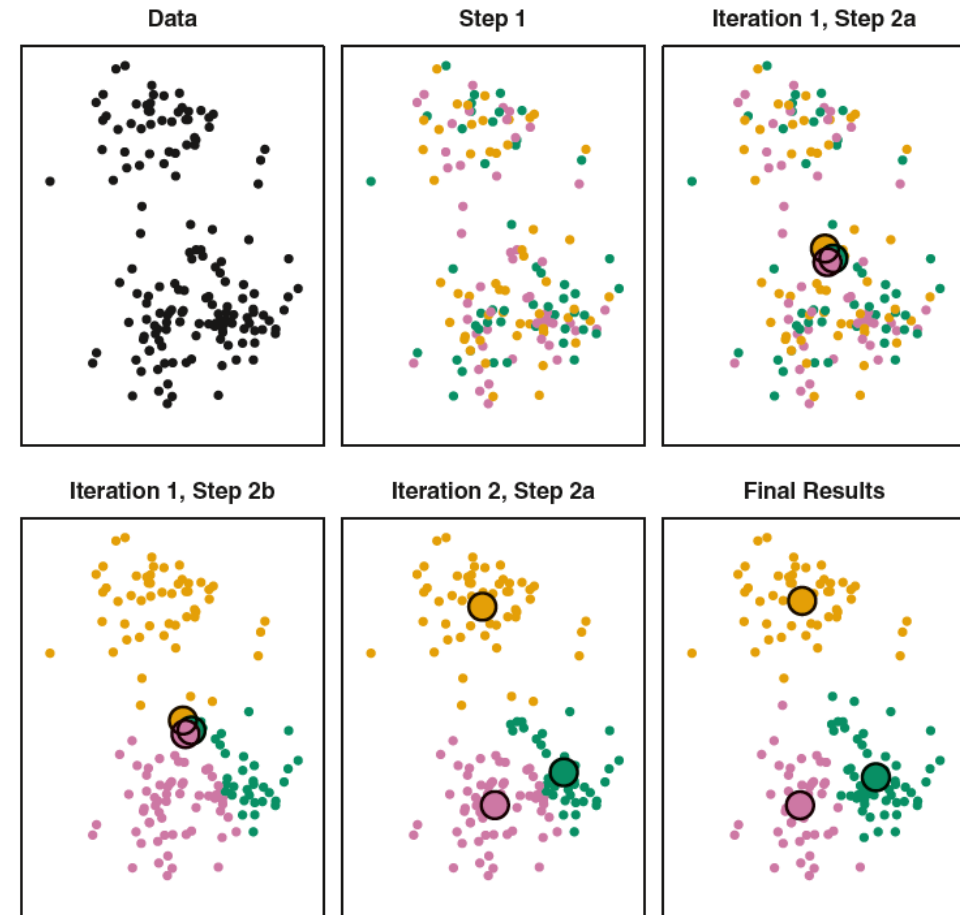 Data
Step 1
Iteration 1, Step 2a
Iteration 1, Step 2b
Iteration 2, Step 2a
Final Results